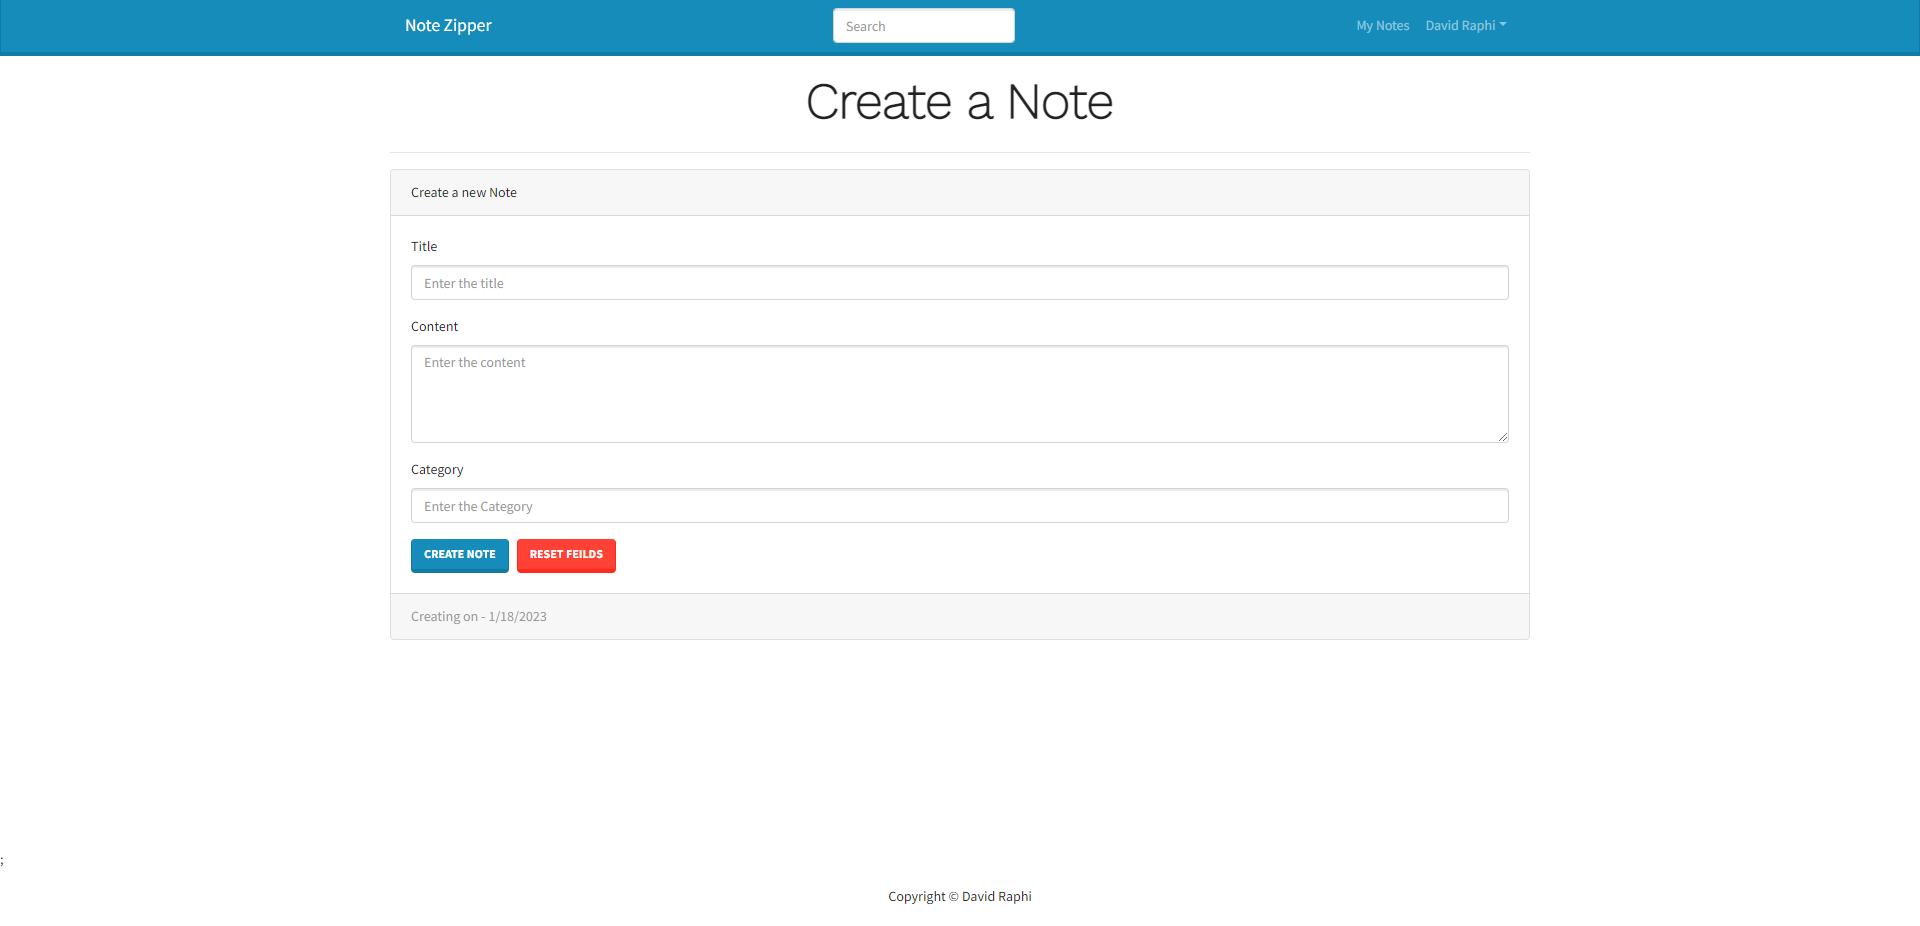 Note Zipper
Search
My Notes
David Raphi
Create a Note
Create a new Note
Title
Enter the title
Content
Enter the content
Category
Enter the Category
CREATE NOTE
RESET FEILDS
Creating on - 1/18/2023
;
Copyright © David Raphi